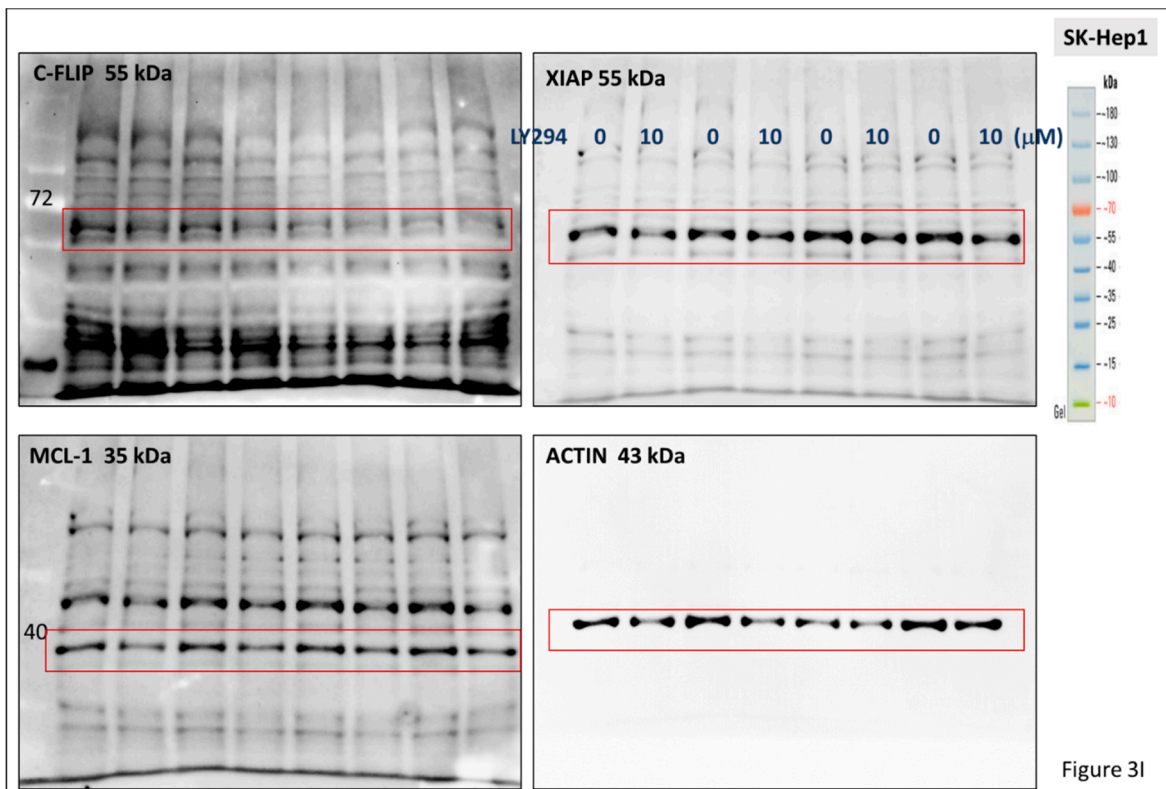 SK-Hep1
C-FLIP 55 kDa
72
XIAP 55 kDa
LY294 0 10 0 10 0 10 0 10 (μM)
kDa
~180
~130
~100
~70
~55
~40
~35
~25
~15
~10
Gel
MCL-1 35 kDa
40
ACTIN 43 kDa
Figure 3I